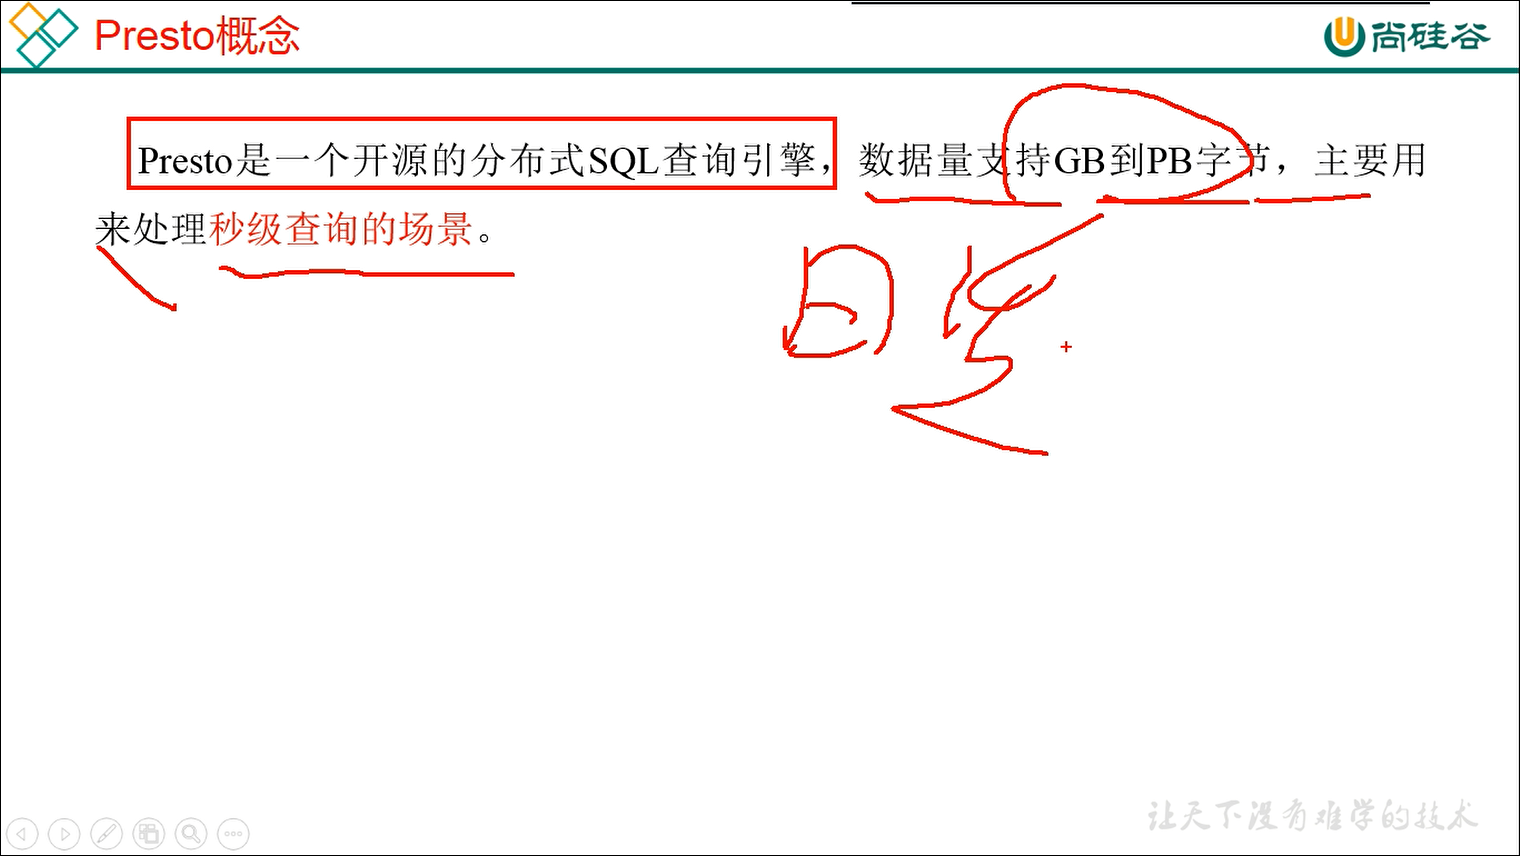 Presto概念
尚硅谷
Presto是一个开源的分布式SQL查询引擎，数据量支持GB到PB字节，主要用
来处理秒级查询的场景。
让天下没有难学的技术